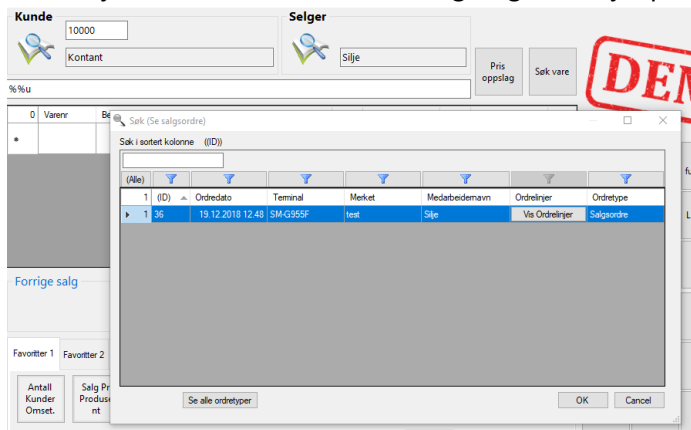 Kunde
10000
Kontant
Selger
Silje
Pris
oppslag
Søk vare
%%u
0 Varenr
*
Søk (Se salgsordre)
Søk i sortert kolonne ((ID))
(Alle)
1 (ID) Ordredato Terminal Merket Medarbeidernavn Ordrelinjer Ordretype
1 36 19.12.2018 12.48 SM-G955F test Silje Vis Ordrelinjer Salgsordre
Forrige salg
Favoritter 1 Favoritter 2
Antall
Kunder
Omset.
Salg Pr
Se alle ordretyper
OK Cancel